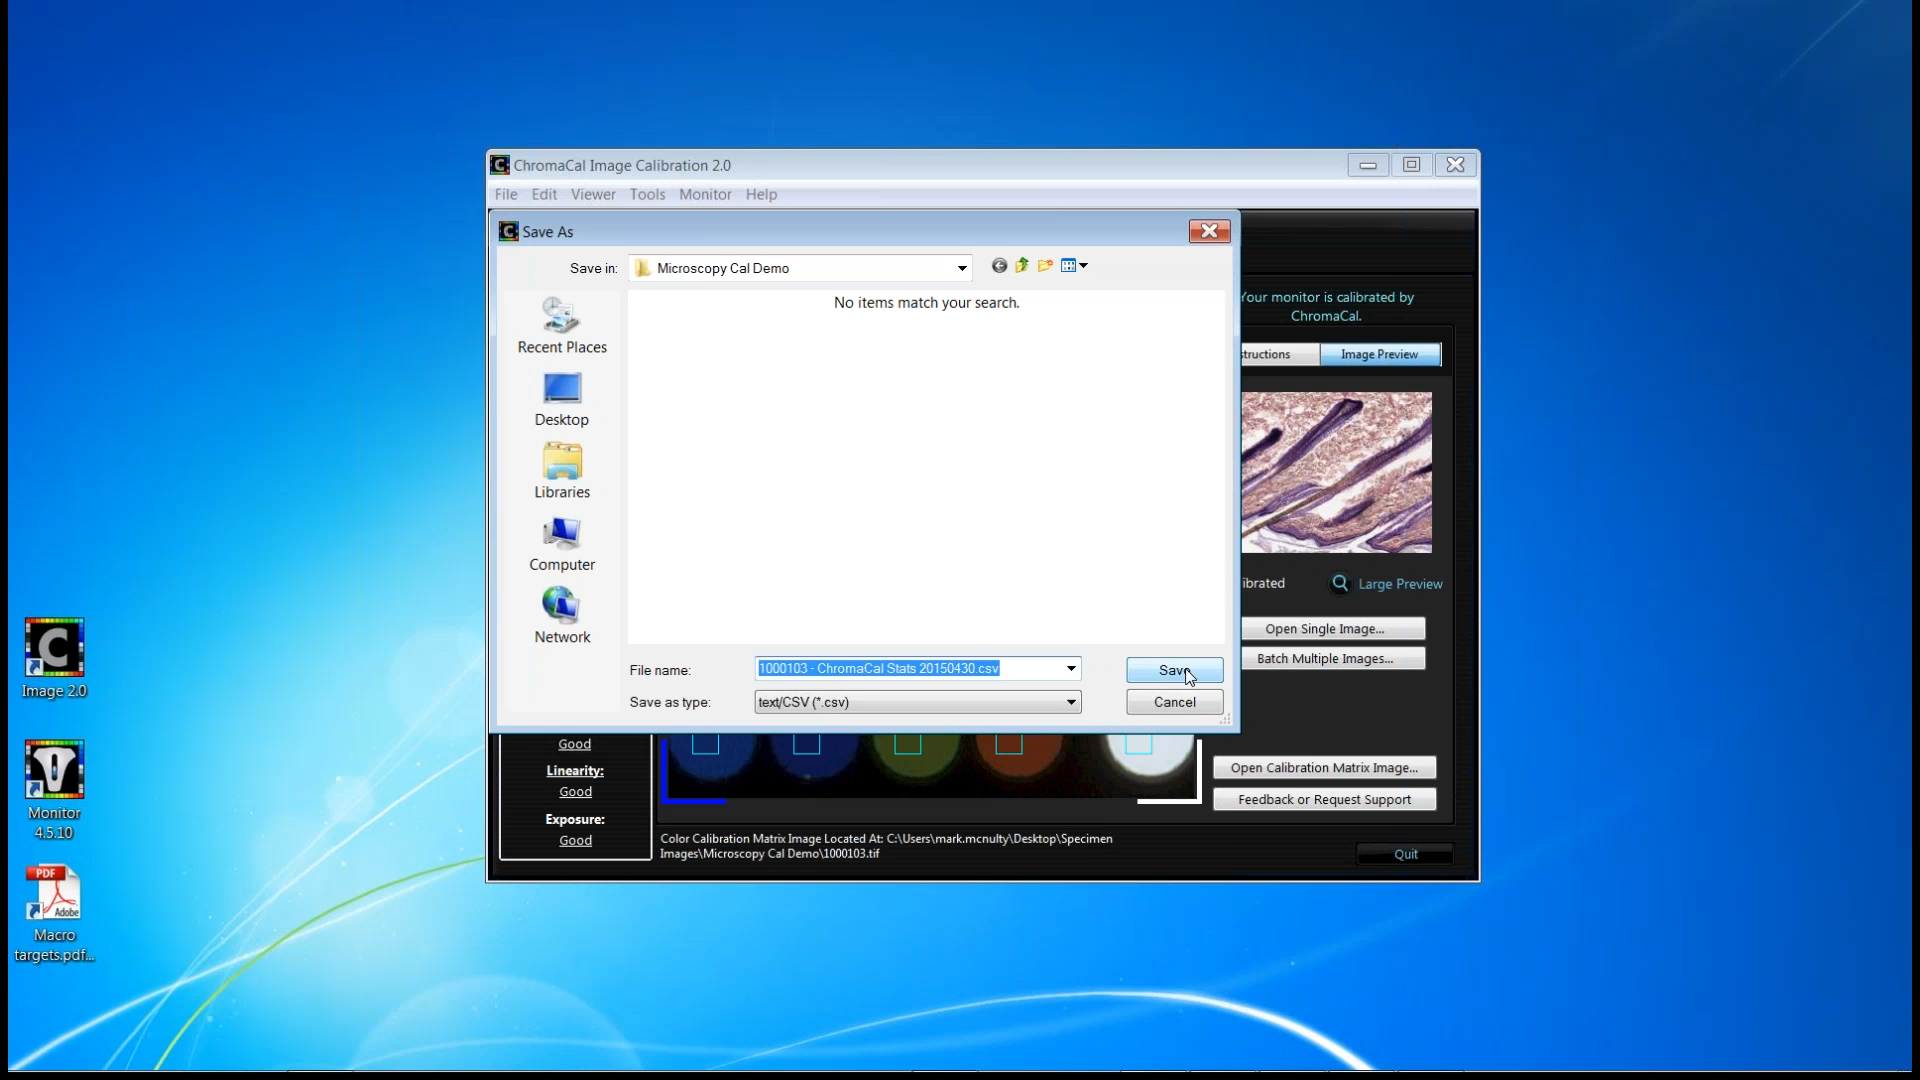 ChromaCal Image Calibration 2.0
File Edit Viewer Tools Monitor Help
Save As
Save in: Microscopy Cal Demo
No items match your search.
Recent Places
Desktop
Libraries
Computer
Network
File name: 1000103 - ChromaCal Stats 20150430.csv
Save
Save as type: text/CSV (*.csv)
Cancel
Your monitor is calibrated by
ChromaCal.
structions
Image Preview
ibrated
Large Preview
Open Single Image...
Batch Multiple Images...
Good
Linearity:
Good
Exposure:
Good
Open Calibration Matrix Image...
Feedback or Request Support
Color Calibration Matrix Image Located At: C:\Users\mark.mcnulty\Desktop\Specimen
Images\Microscopy Cal Demo\1000103.tif
Quit
C
Image 2.0
Monitor
4.5.10
PDF
Adobe
Macro
targets.pdf...